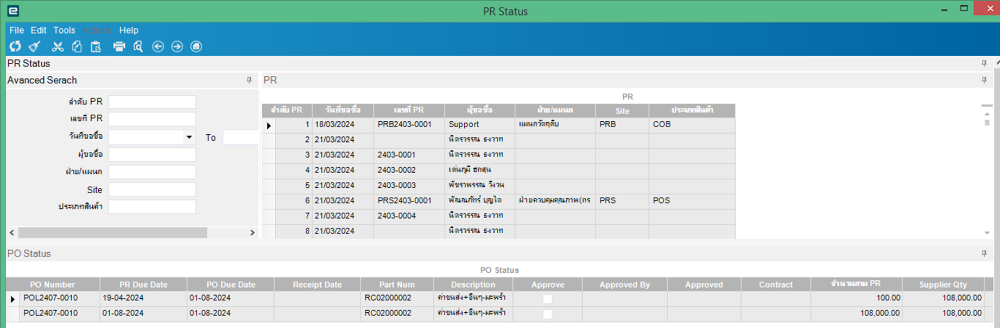 PR Status
File Edit Tools Actions Help
PR Status
Avanced Serach
ลำดับ PR
เลขที่ PR
วันที่ขอซื้อ To
ผู้ขอซื้อ
ฝ่าย/แผนก
Site
ประเภทสินค้า
PR
PR
ลำดับ PR วันที่ขอซื้อ เลขที่ PR ผู้ขอซื้อ ฝ่าย/แผนก Site ประเภทสินค้า
1 18/03/2024 PRB2403-0001 Support แผนกวัตถุดิบ PRB COB
2 21/03/2024 นิตรวรรณ ธงวาท
3 21/03/2024 2403-0001 นิตรวรรณ ธงวาท
4 21/03/2024 2403-0002 เด่นภูมิ ฮกสุน
5 21/03/2024 2403-0003 พัชราพรรณ วิงวน
6 21/03/2024 PRS2403-0001 พัณณภัทร์ บุญโต ฝ่ายควบคุมคุณภาพ(กร PRS POS
7 21/03/2024 2403-0004 นิตรวรรณ ธงวาท
8 21/03/2024 นิตรวรรณ ธงวาท
PO Status
PO Status
PO Number PR Due Date PO Due Date Receipt Date Part Num Description Approve Approved By Approved Contract จำนวนตาม PR Supplier Qty
POL2407-0010 19-04-2024 01-08-2024 RC02000002 ค่าขนส่ง+อื่นๆ-มะพร้า 100.00 108,000.00
POL2407-0010 01-08-2024 01-08-2024 RC02000002 ค่าขนส่ง+อื่นๆ-มะพร้า 108,000.00 108,000.00